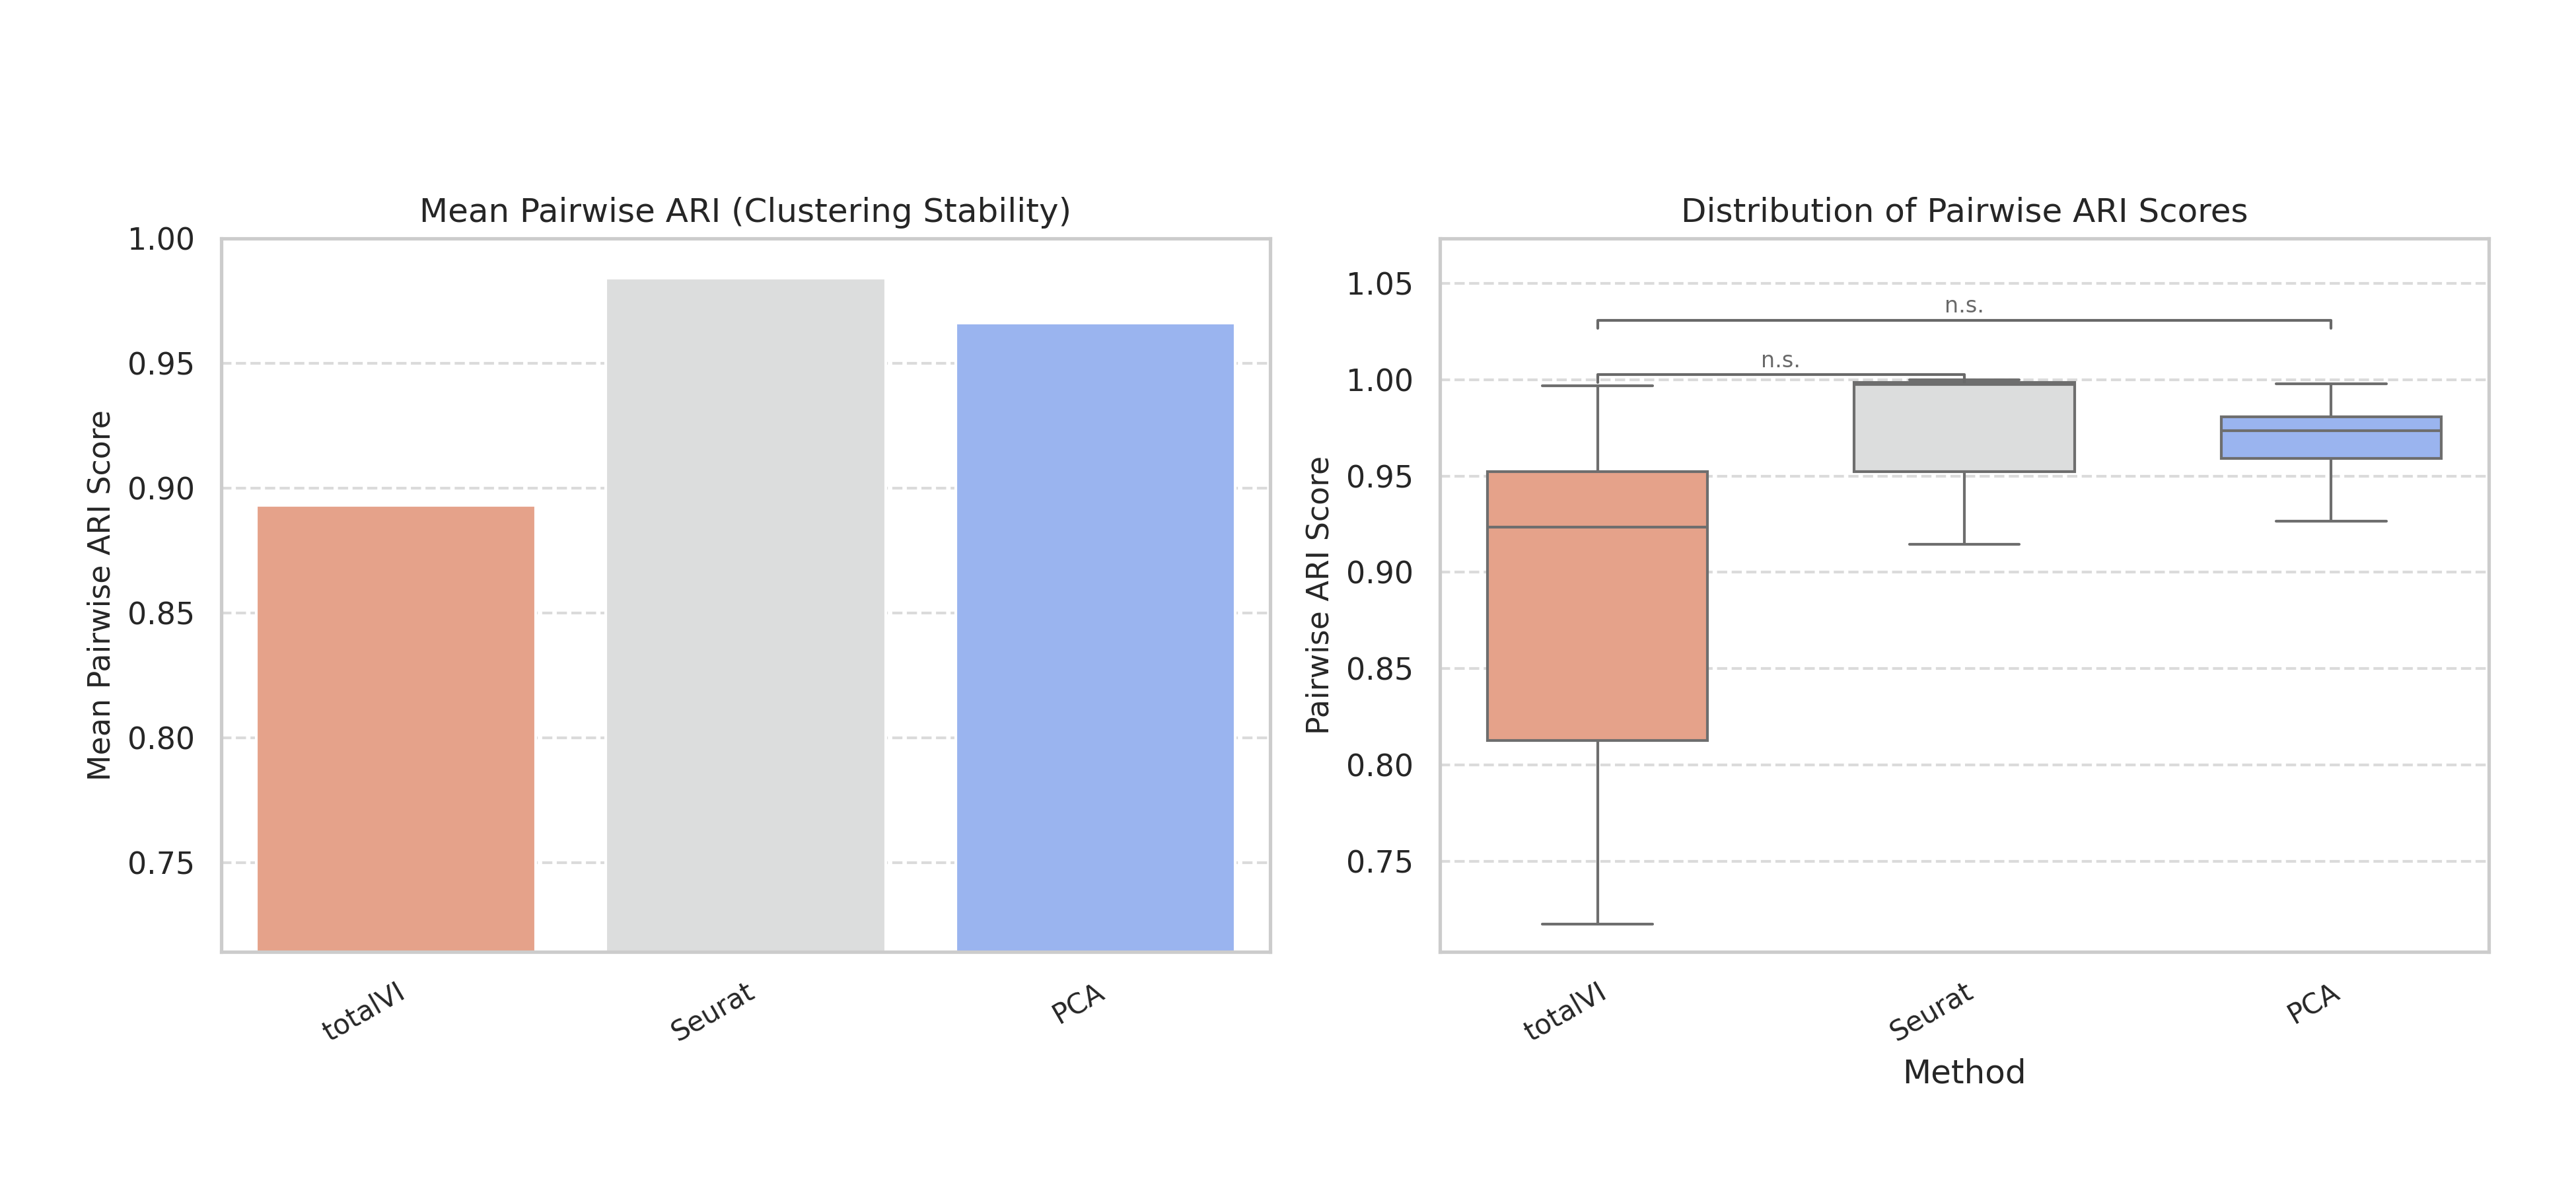 Mean Pairwise ARI (Clustering Stability)
Mean Pairwise ARI Score
1.00
0.95
0.90
0.85
0.80
0.75
totalVI
Seurat
PCA
Distribution of Pairwise ARI Scores
Pairwise ARI Score
1.05
1.00
0.95
0.90
0.85
0.80
0.75
n.s.
n.s.
totalVI
Seurat
PCA
Method